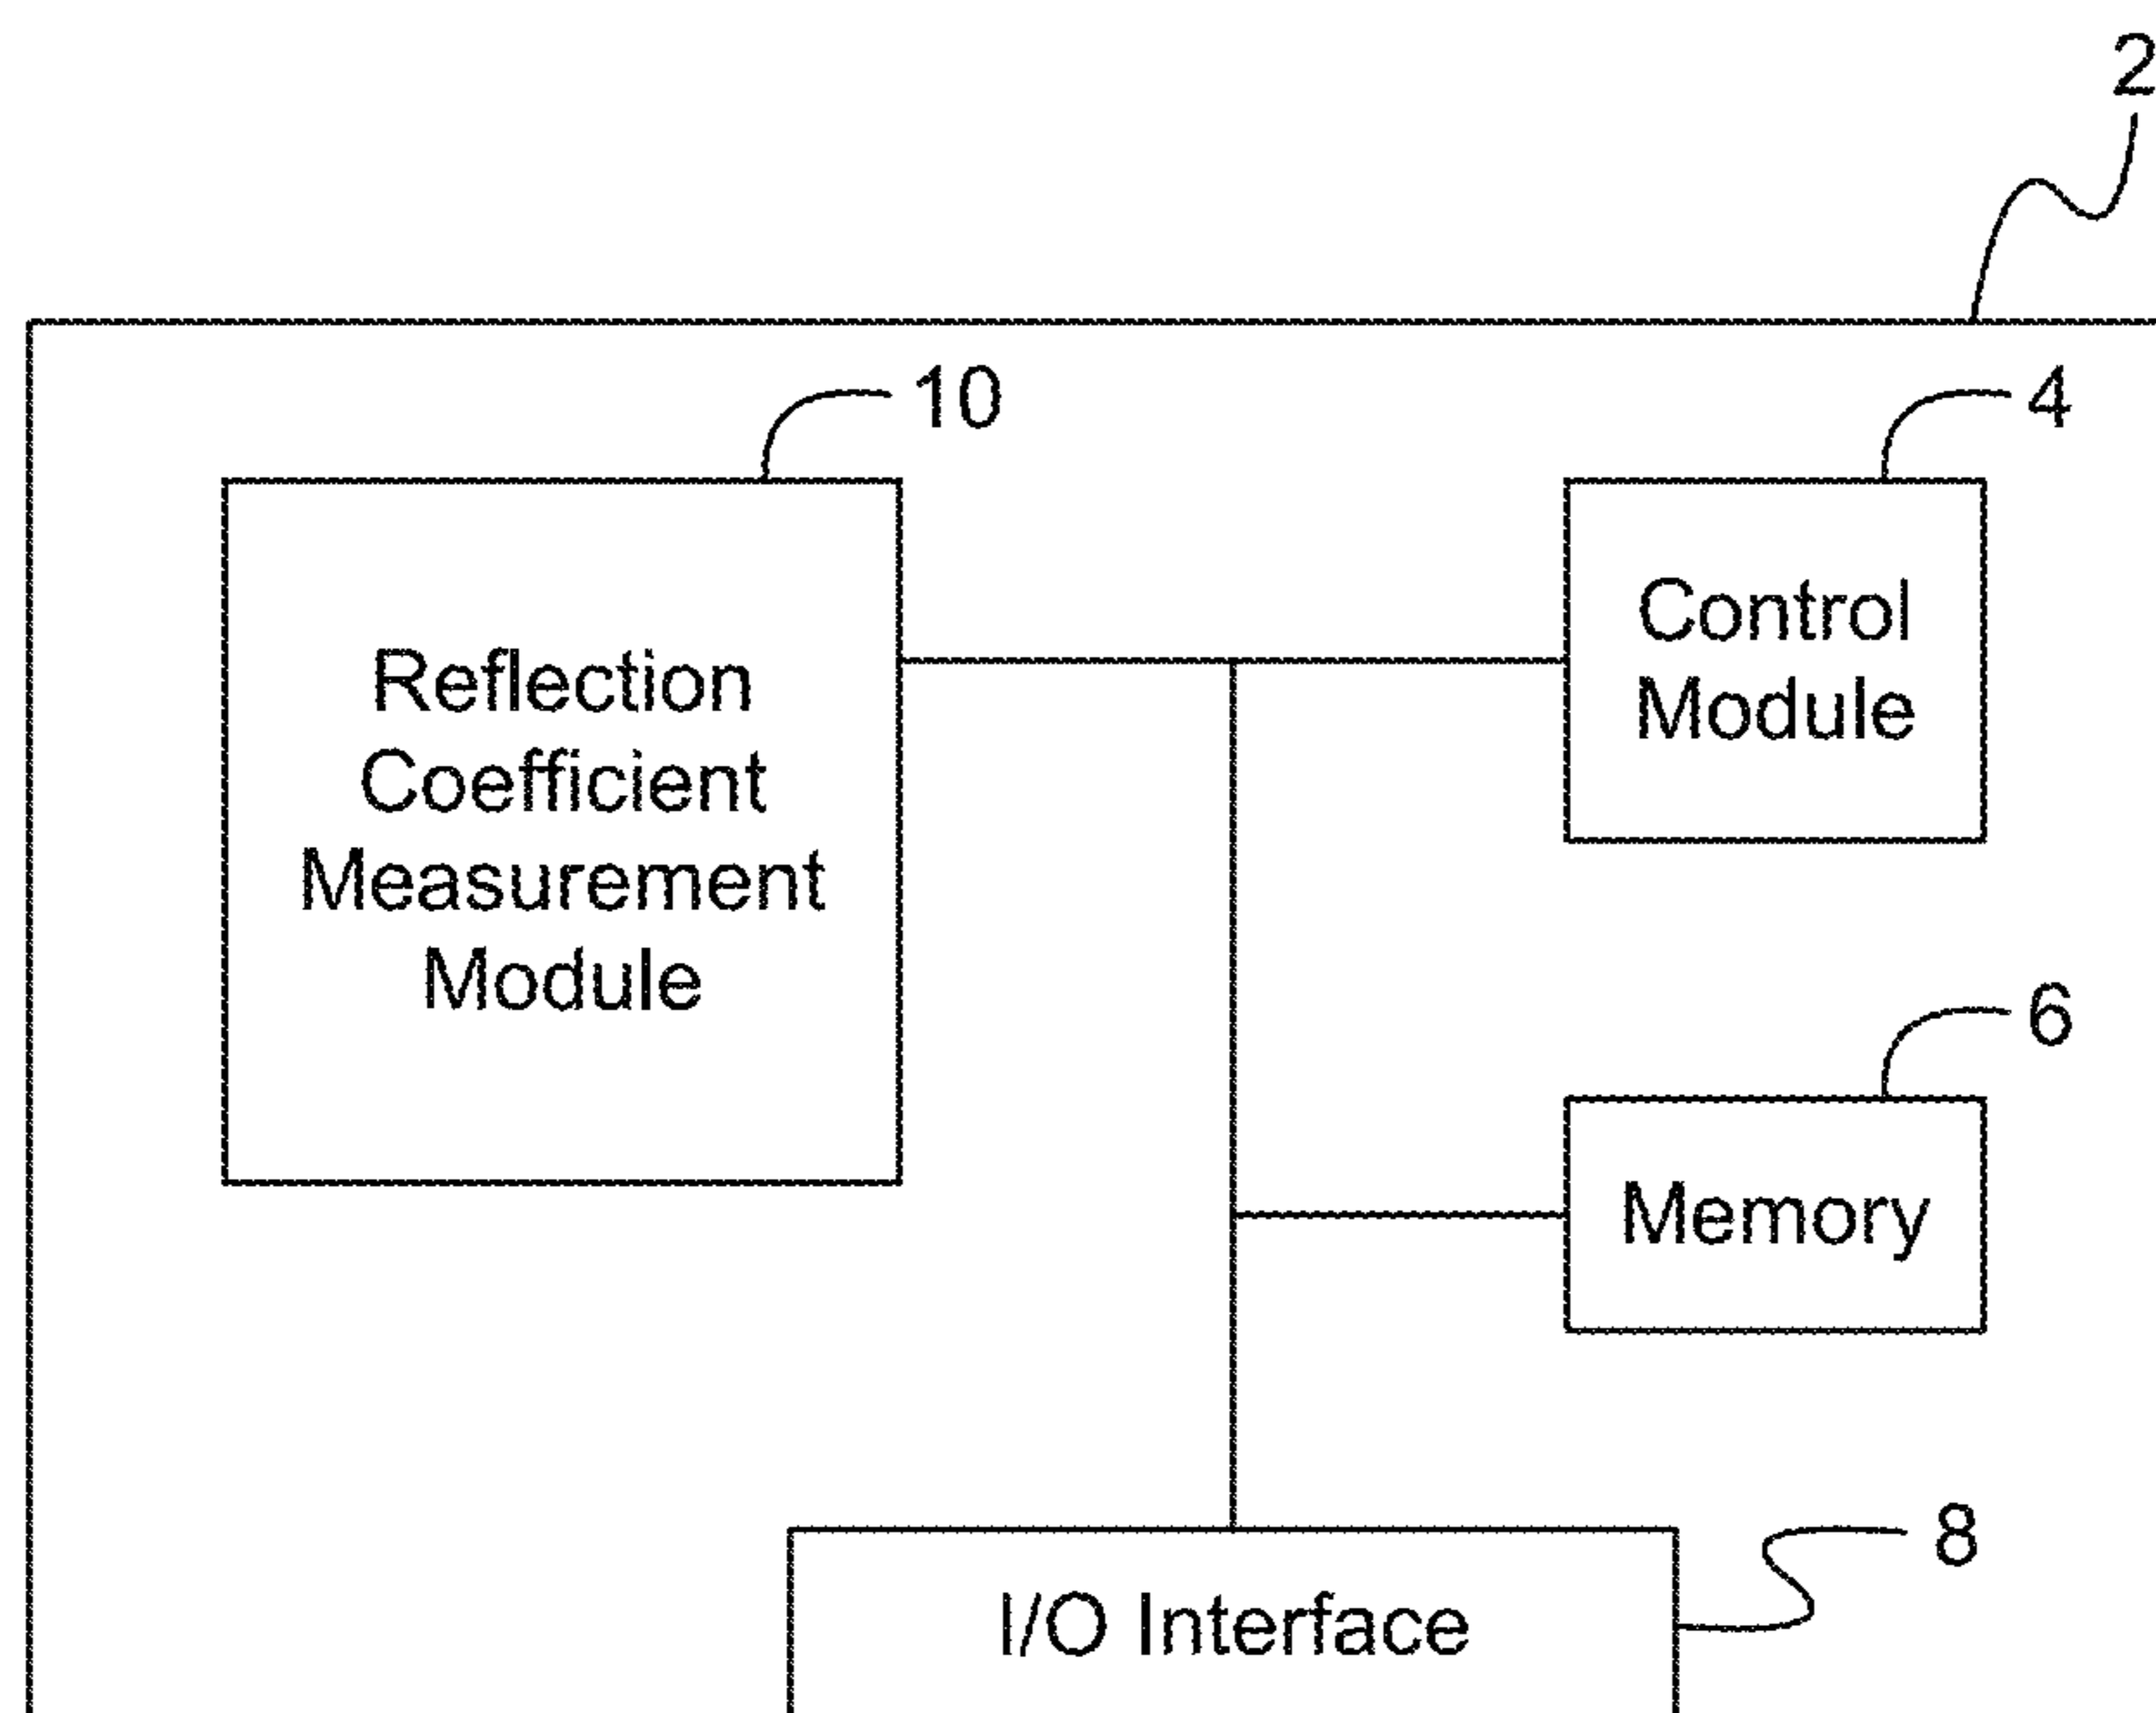 2
10
4
Reflection
Coefficient
Measurement
Module
Control
Module
6
Memory
8
I/O Interface